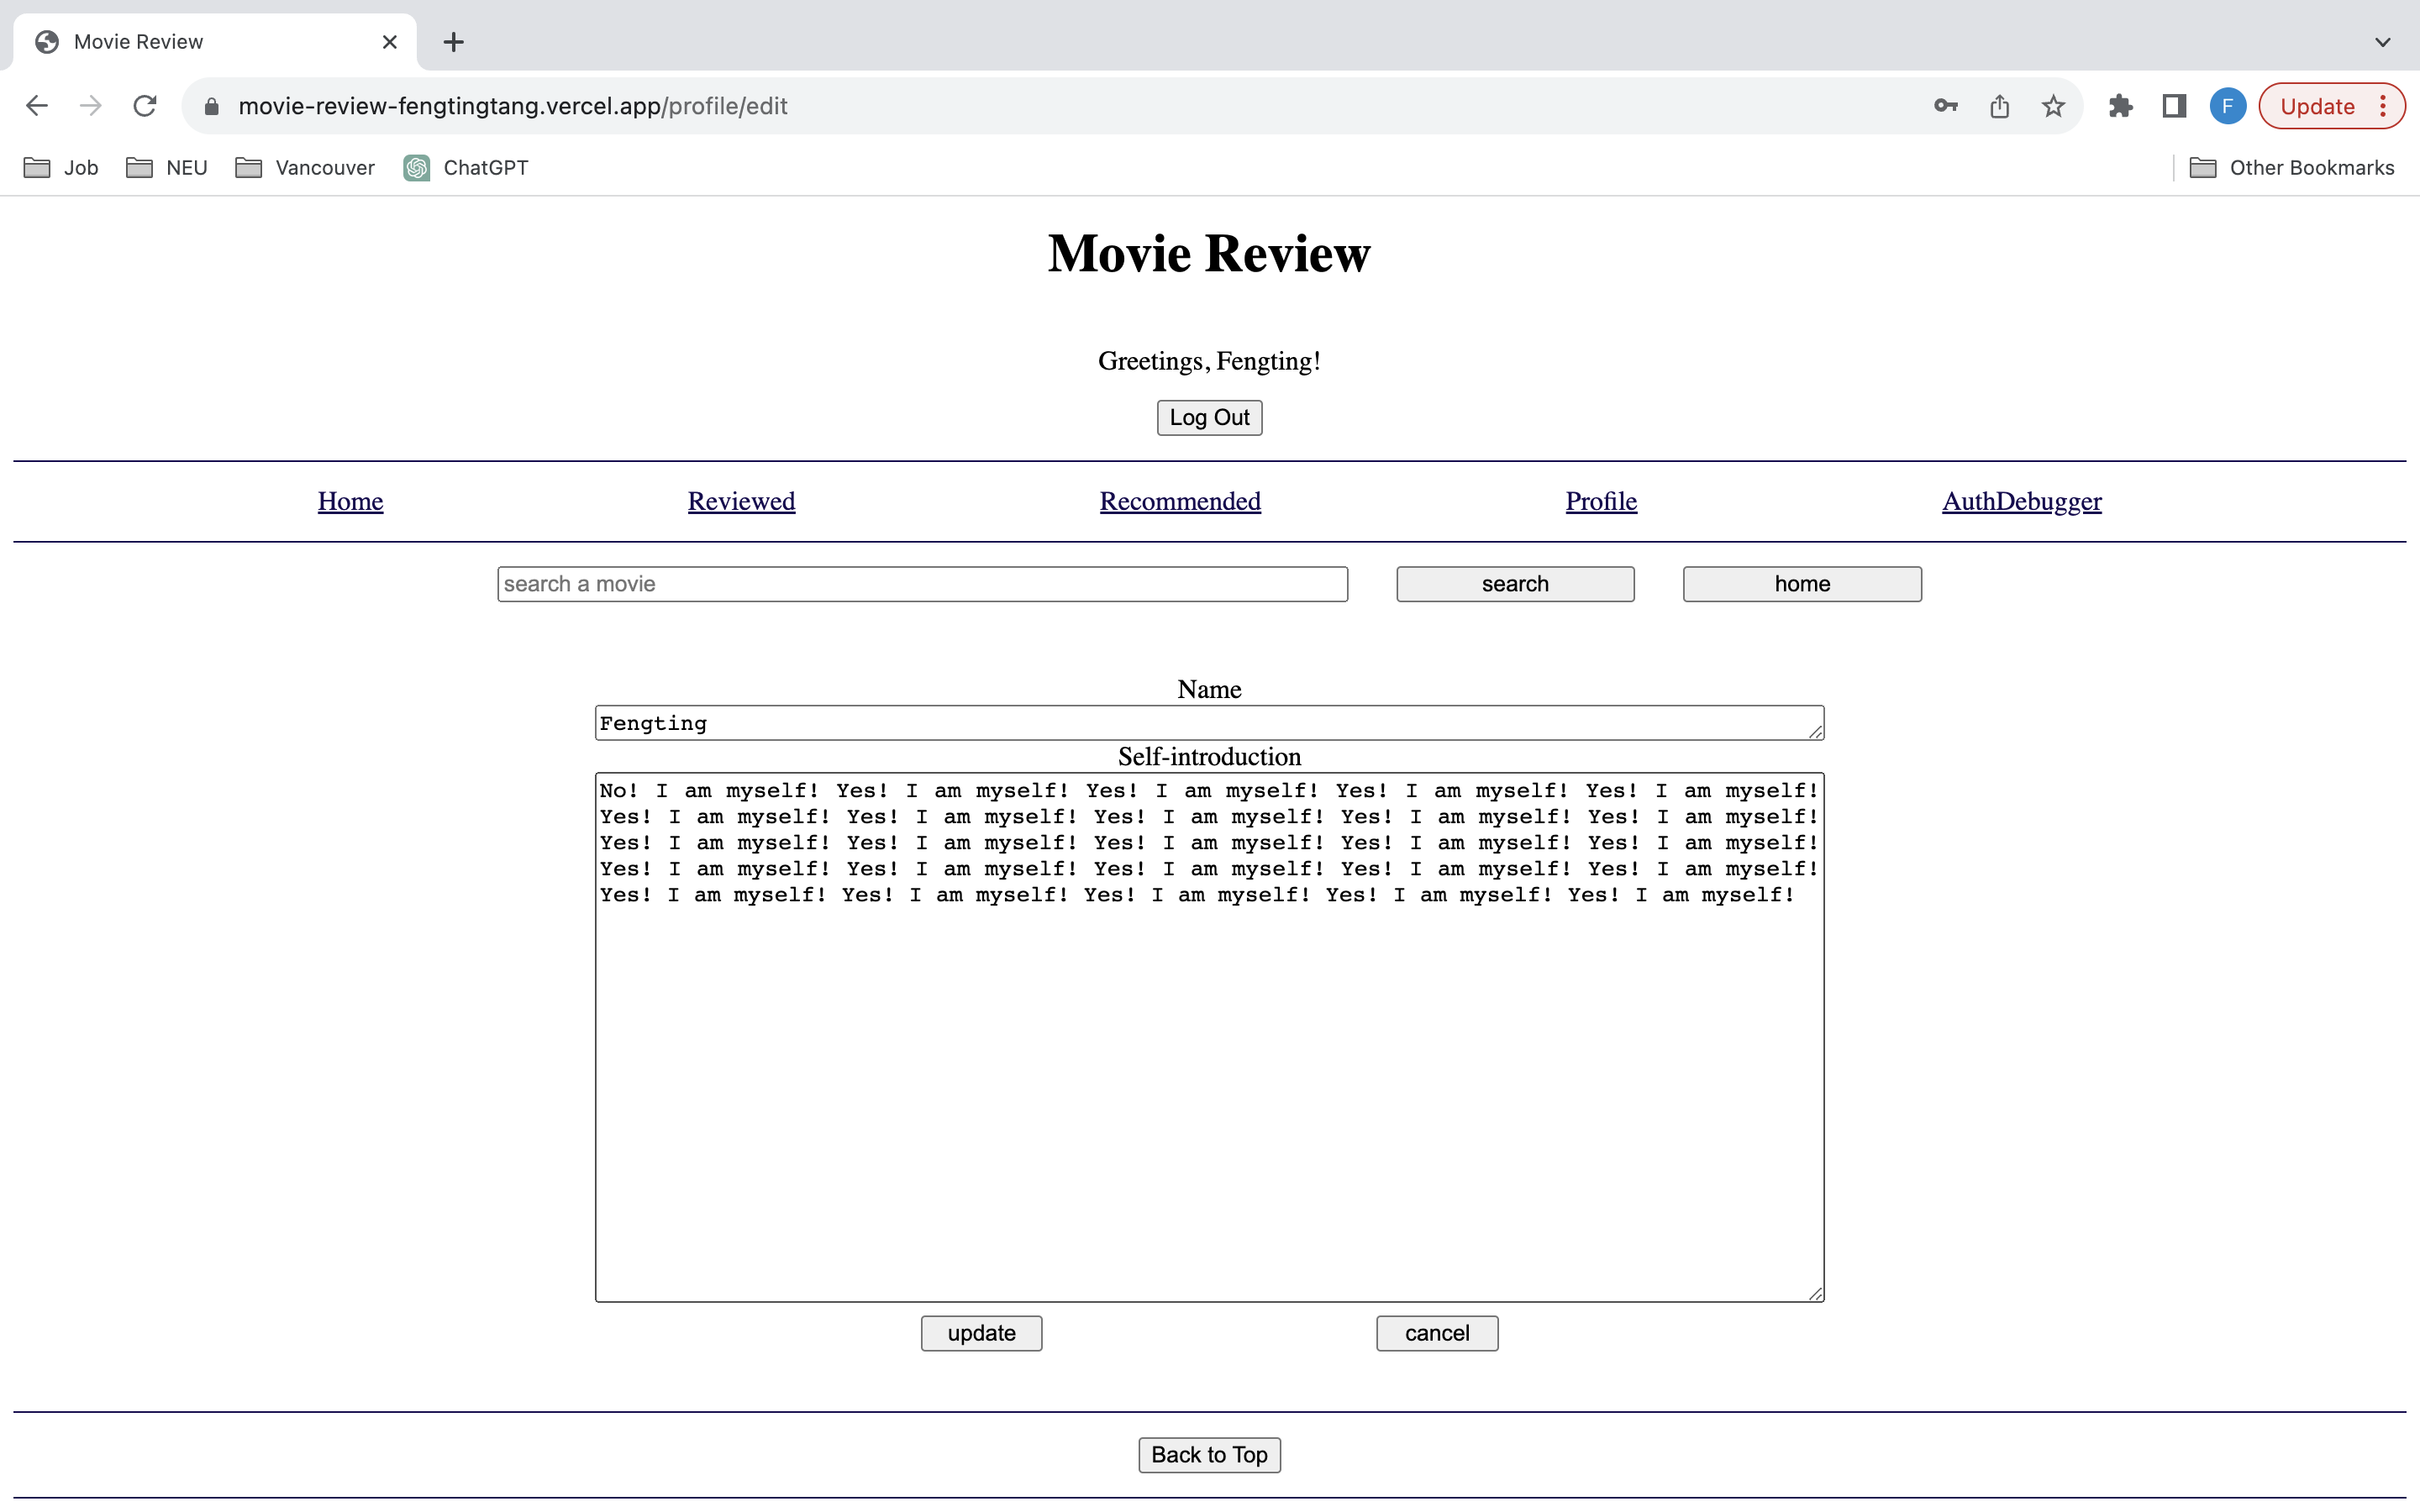 Movie Review
movie-review-fengtingtang.vercel.app/profile/edit
F
Update
Job
NEU
Vancouver
ChatGPT
Other Bookmarks
Movie Review
Greetings, Fengting!
Log Out
Home
Reviewed
Recommended
Profile
AuthDebugger
search a movie
search
home
Name
Fengting
Self-introduction
No! I am myself! Yes! I am myself! Yes! I am myself! Yes! I am myself! Yes! I am myself!
Yes! I am myself! Yes! I am myself! Yes! I am myself! Yes! I am myself! Yes! I am myself!
Yes! I am myself! Yes! I am myself! Yes! I am myself! Yes! I am myself! Yes! I am myself!
Yes! I am myself! Yes! I am myself! Yes! I am myself! Yes! I am myself! Yes! I am myself!
Yes! I am myself! Yes! I am myself! Yes! I am myself! Yes! I am myself! Yes! I am myself!
update
cancel
Back to Top